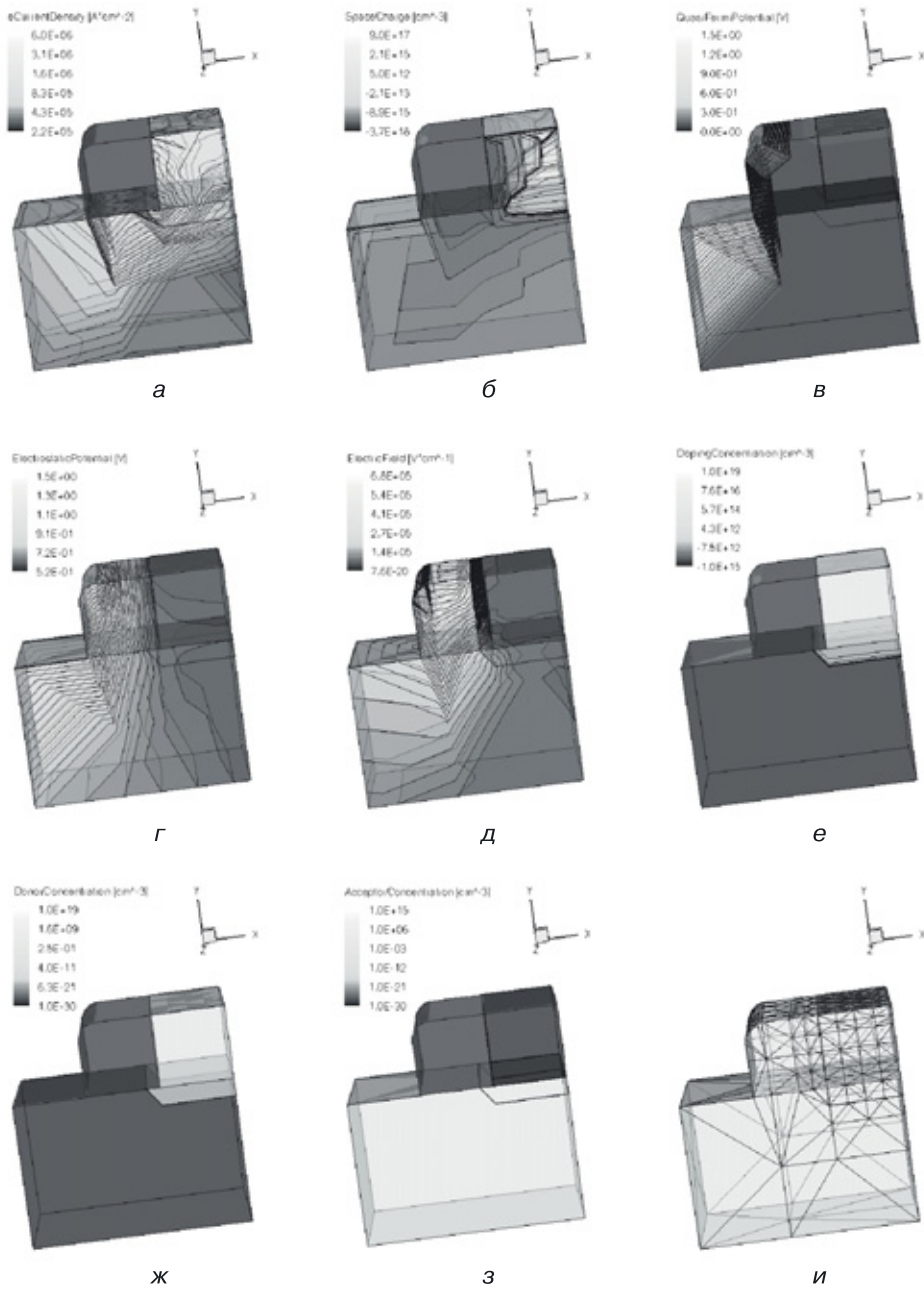 eCurrentDensity [A*cm^-2]
6.0E+06
3.1E+06
1.6E+06
8.3E+05
4.3E+05
2.2E+05
Y
X
Z
а
SpaceCharge [cm^-3]
9.0E+17
2.1E+15
5.0E+12
-2.1E+13
-8.9E+15
-3.7E+18
Y
X
Z
б
QuasiFermiPotential [V]
1.5E+00
1.2E+00
9.0E-01
6.0E-01
3.0E-01
0.0E+00
Y
X
Z
в
ElectrostaticPotential [V]
1.5E+00
1.3E+00
1.1E+00
9.1E-01
7.2E-01
5.2E-01
Y
X
Z
г
ElectricField [V*cm^-1]
6.8E+05
5.4E+05
4.1E+05
2.7E+05
1.4E+05
7.6E-20
Y
X
Z
д
DopingConcentration [cm^-3]
1.0E+19
7.6E+16
5.7E+14
4.3E+12
-7.5E+12
-1.0E+15
Y
X
Z
е
DonorConcentration [cm^-3]
1.0E+19
1.6E+09
2.5E-01
4.0E-11
6.3E-21
1.0E-30
Y
X
Z
ж
AcceptorConcentration [cm^-3]
1.0E+15
1.0E+06
1.0E-03
1.0E-12
1.0E-21
1.0E-30
Y
X
Z
з
Y
X
Z
и